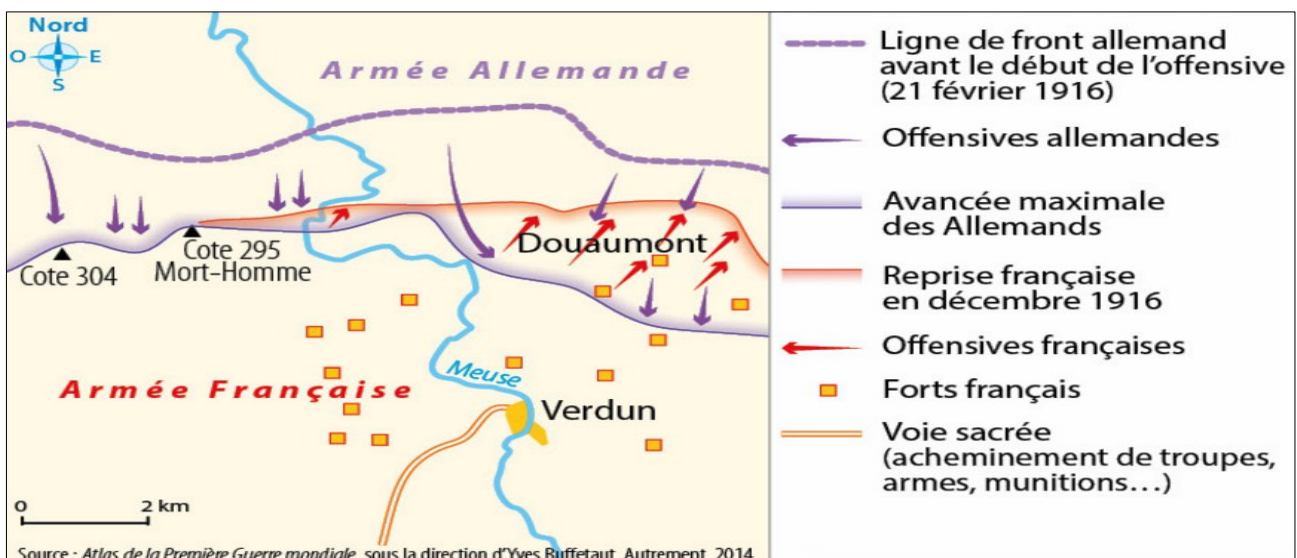 Nord
O
E
S
Armée Allemande
Douaumont
Cote 295
Mort-Homme
Cote 304
Meuse
Armée Française
Verdun
0
2 km
Source : Atlas de la Première Guerre mondiale, sous la direction d'Yves Buffetaut, Autrement, 2014
Ligne de front allemand
avant le début de l'offensive
(21 février 1916)
Offensives allemandes
Avancée maximale
des Allemands
Reprise française
en décembre 1916
Offensives françaises
Forts français
Voie sacrée
(acheminement de troupes,
armes, munitions...)